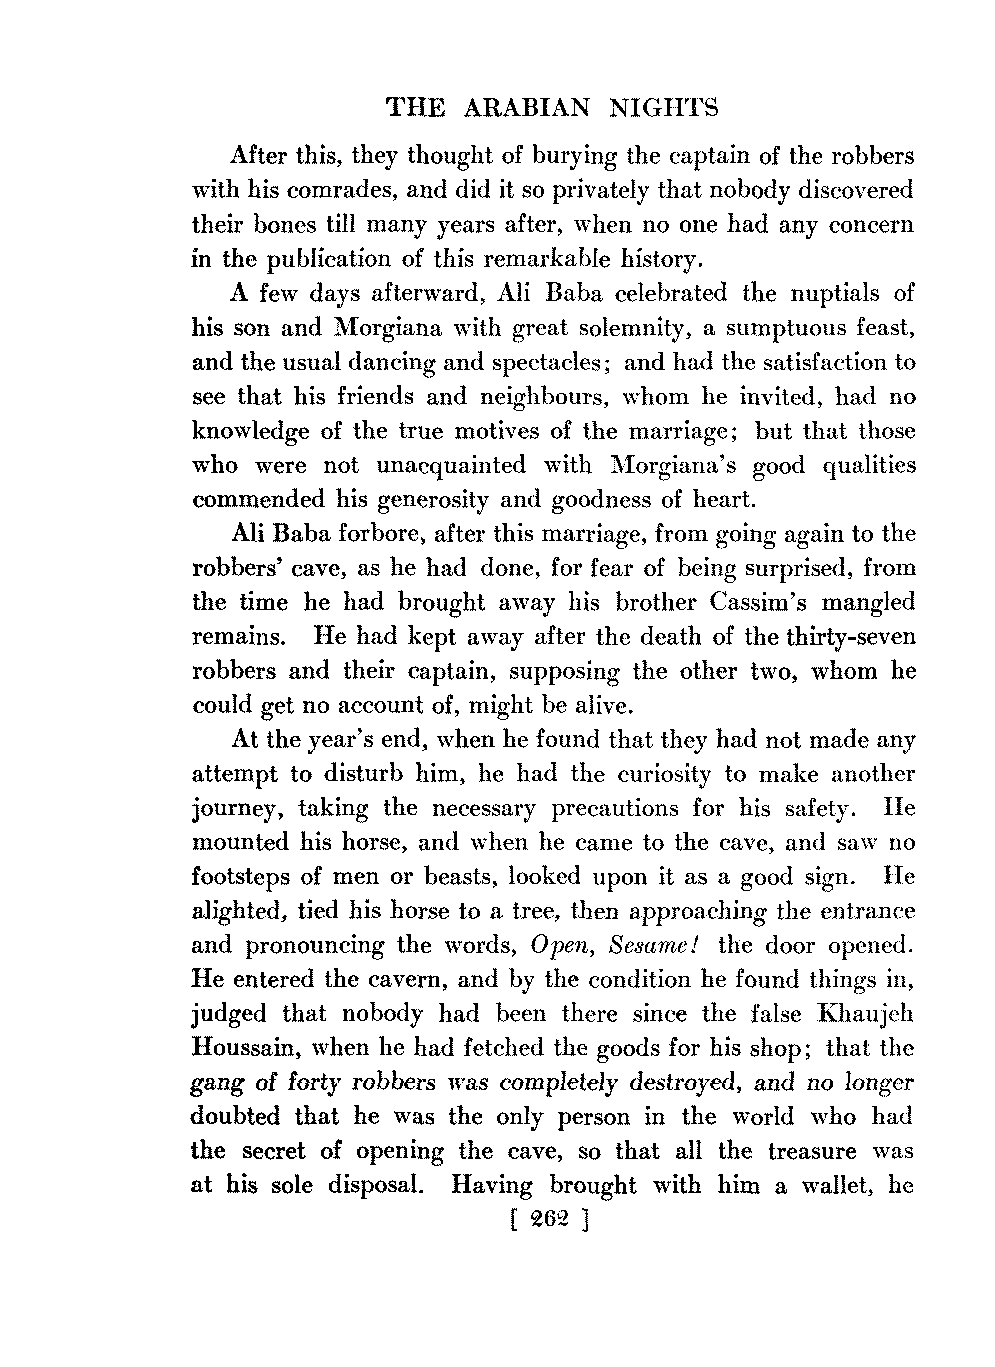 THE ARABIAN NIGHTS
After this, they thought of burying the captain of the robbers
with his comrades, and did it so privately that nobody discovered
their bones till many years after, when no one had any concern
in the publication of this remarkable history.
A few days afterward, Ali Baba celebrated the nuptials of
his son and Morgiana with great solemnity, a sumptuous feast,
and the usual dancing and spectacles; and had the satisfaction to
see that his friends and neighbours, whom he invited, had no
knowledge of the true motives of the marriage; but that those
who were not unacquainted with Morgiana's good qualities
commended his generosity and goodness of heart.
Ali Baba forbore, after this marriage, from going again to the
robbers' cave, as he had done, for fear of being surprised, from
the time he had brought away his brother Cassim's mangled
remains. He had kept away after the death of the thirty-seven
robbers and their captain, supposing the other two, whom he
could get no account of, might be alive.
At the year's end, when he found that they had not made any
attempt to disturb him, he had the curiosity to make another
journey, taking the necessary precautions for his safety. He
mounted his horse, and when he came to the cave, and saw no
footsteps of men or beasts, looked upon it as a good sign. He
alighted, tied his horse to a tree, then approaching the entrance
and pronouncing the words, Open, Sesame! the door opened.
He entered the cavern, and by the condition he found things in,
judged that nobody had been there since the false Khaujeh
Houssain, when he had fetched the goods for his shop; that the
gang of forty robbers was completely destroyed, and no longer
doubted that he was the only person in the world who had
the secret of opening the cave, so that all the treasure was
at his sole disposal. Having brought with him a wallet, he
[ 262 ]